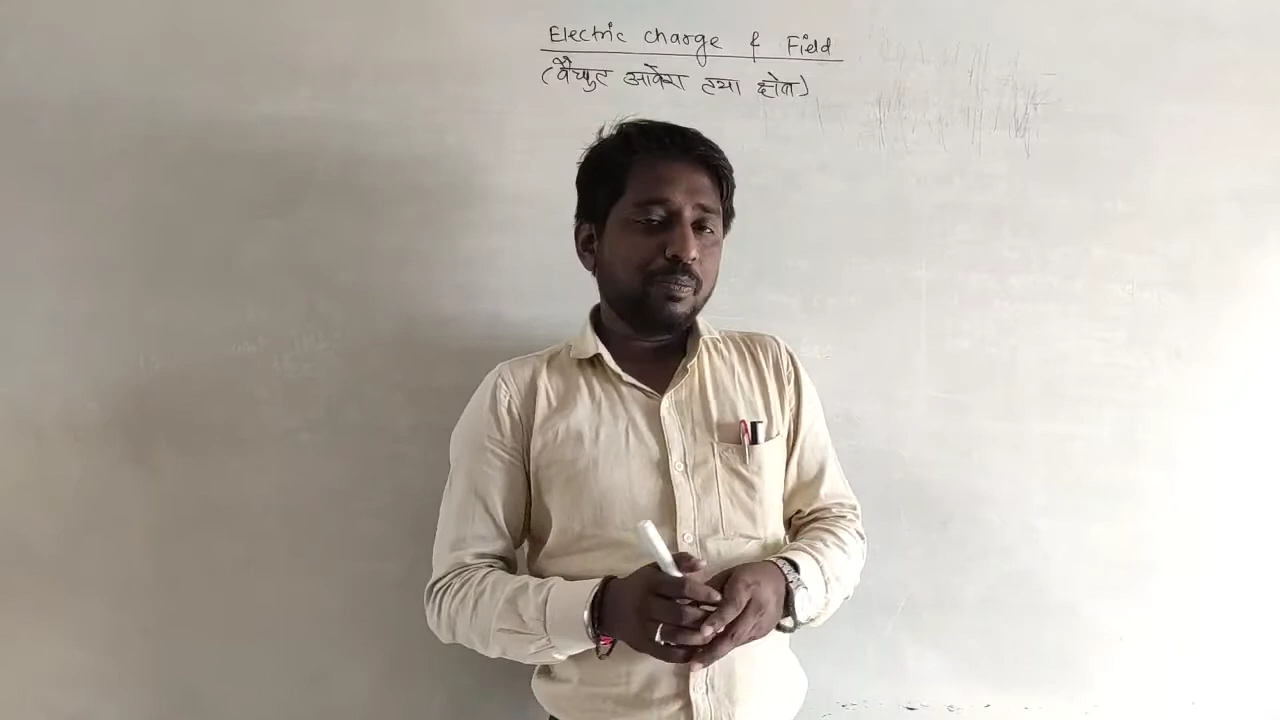 Electric charge & Field
(वैद्युत आवेश तथा क्षेत्र)